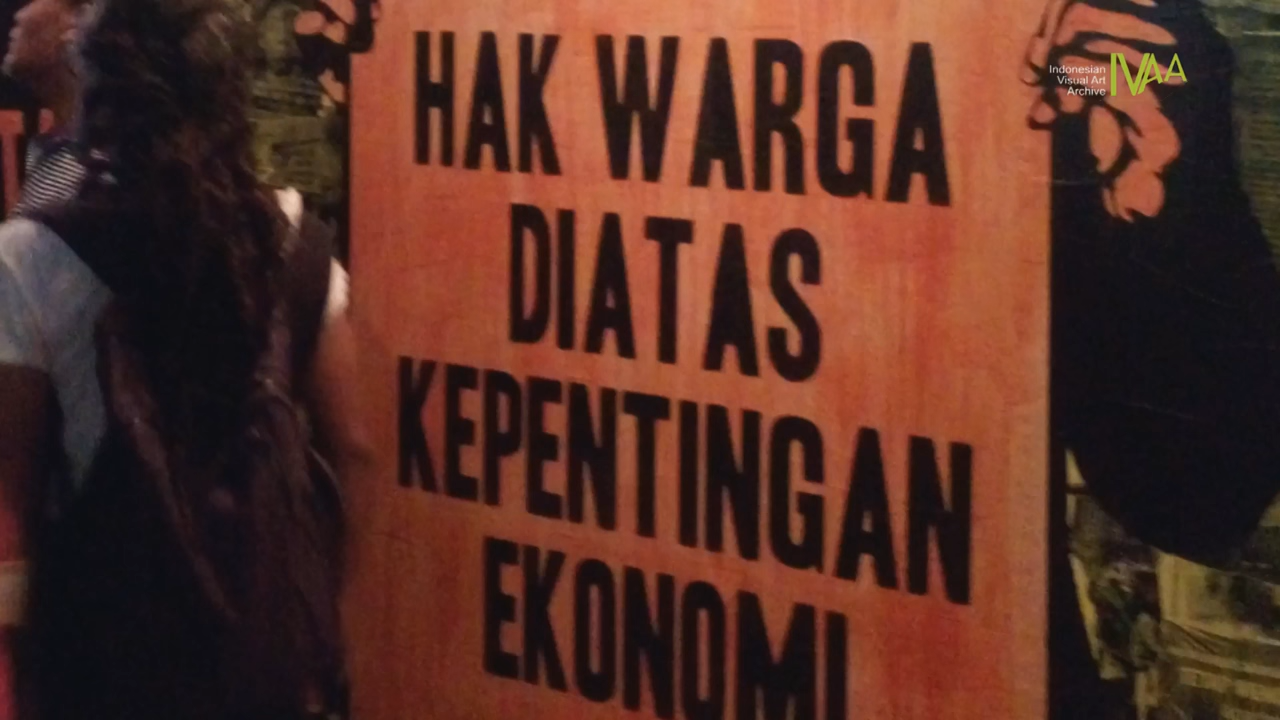 HAK WARGA
DIATAS
KEPENTINGAN
EKONOMI
Indonesian
Visual Art
Archive
IVAA